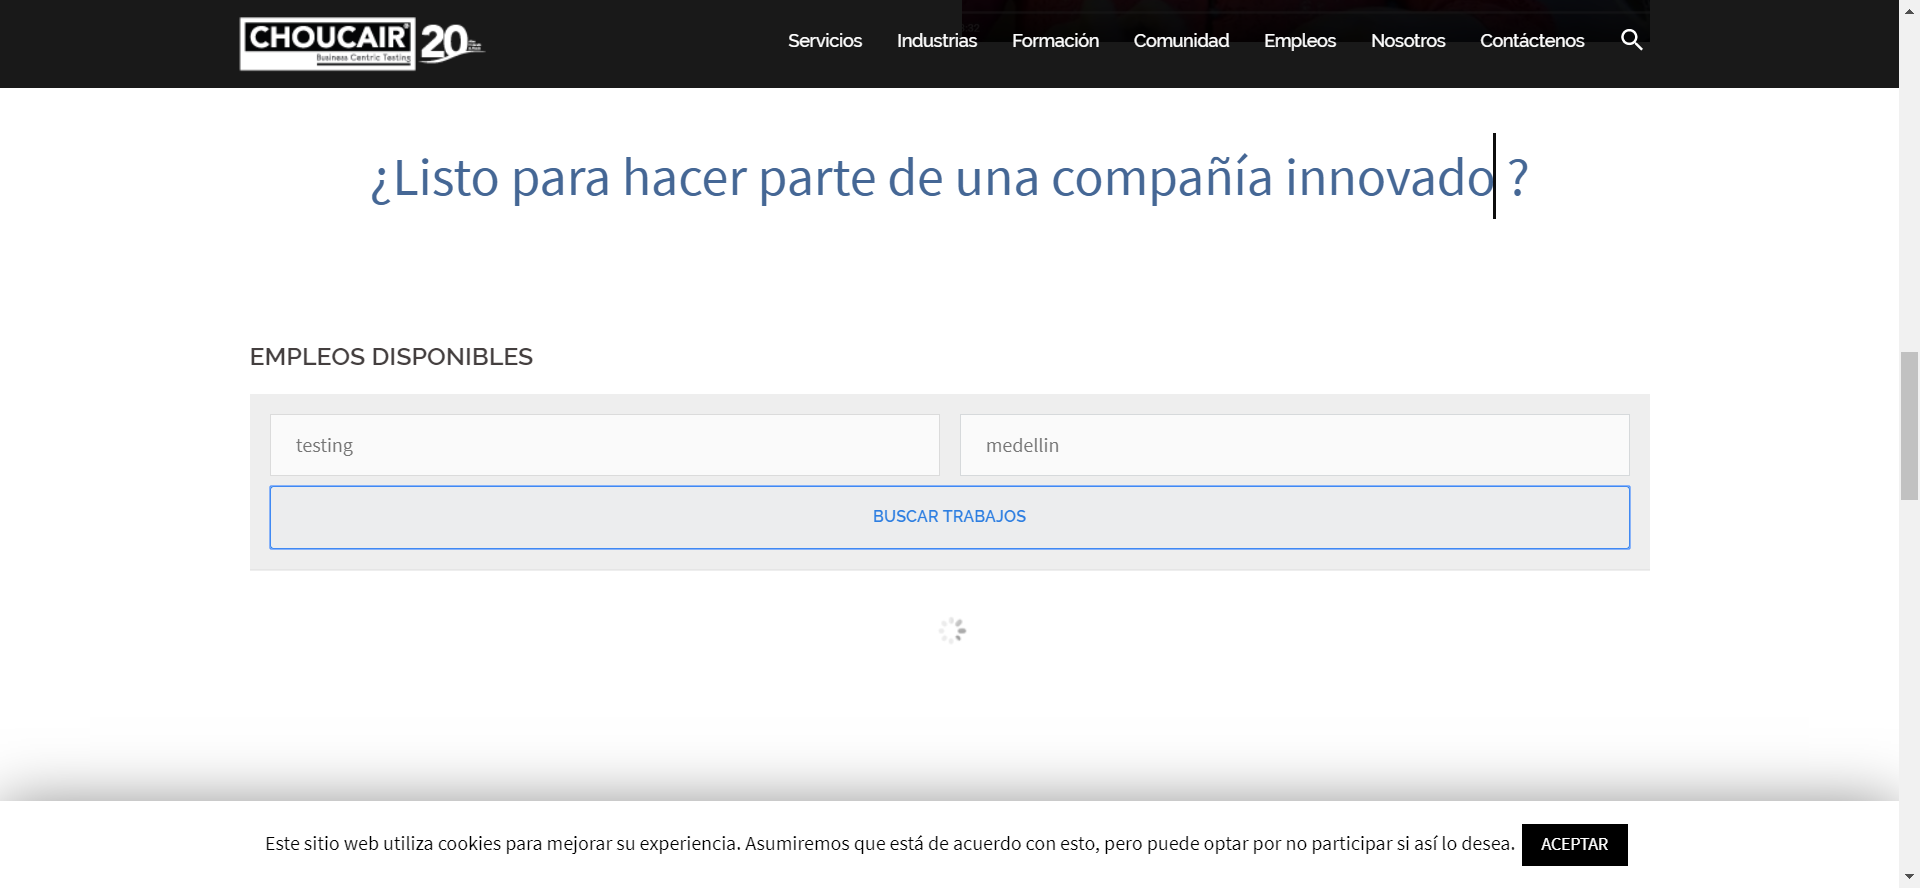 CHOUCAIR
Business Centric Testing
20
Servicios Industrias Formación Comunidad Empleos Nosotros Contáctenos
¿Listo para hacer parte de una compañía innovado ?
EMPLEOS DISPONIBLES
testing
medellin
BUSCAR TRABAJOS
Este sitio web utiliza cookies para mejorar su experiencia. Asumiremos que está de acuerdo con esto, pero puede optar por no participar si así lo desea. ACEPTAR